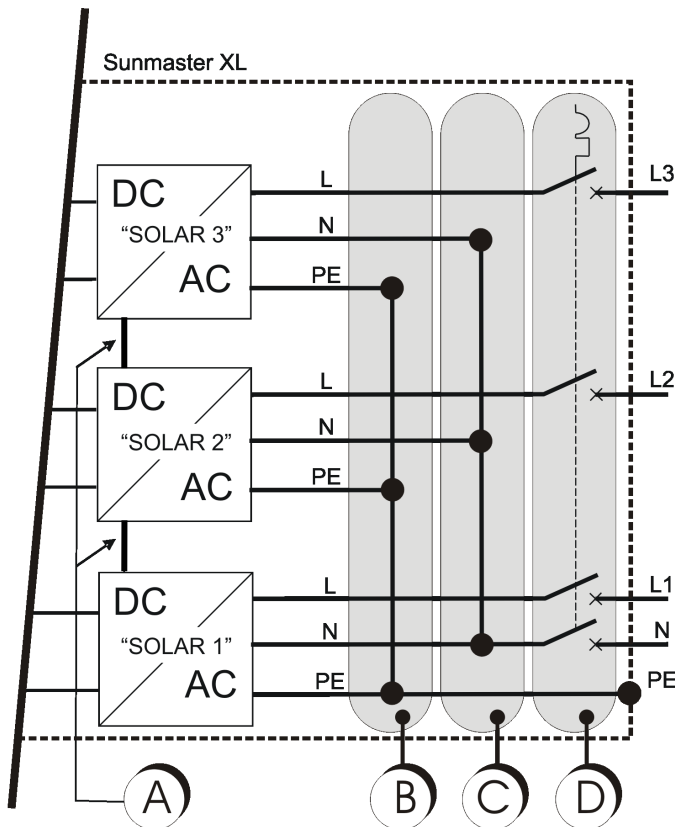 Sunmaster XL
DC
"SOLAR 3"
AC
L
N
PE
L3
DC
"SOLAR 2"
AC
L
N
PE
L2
DC
"SOLAR 1"
AC
L
N
PE
L1
N
PE
A
B
C
D